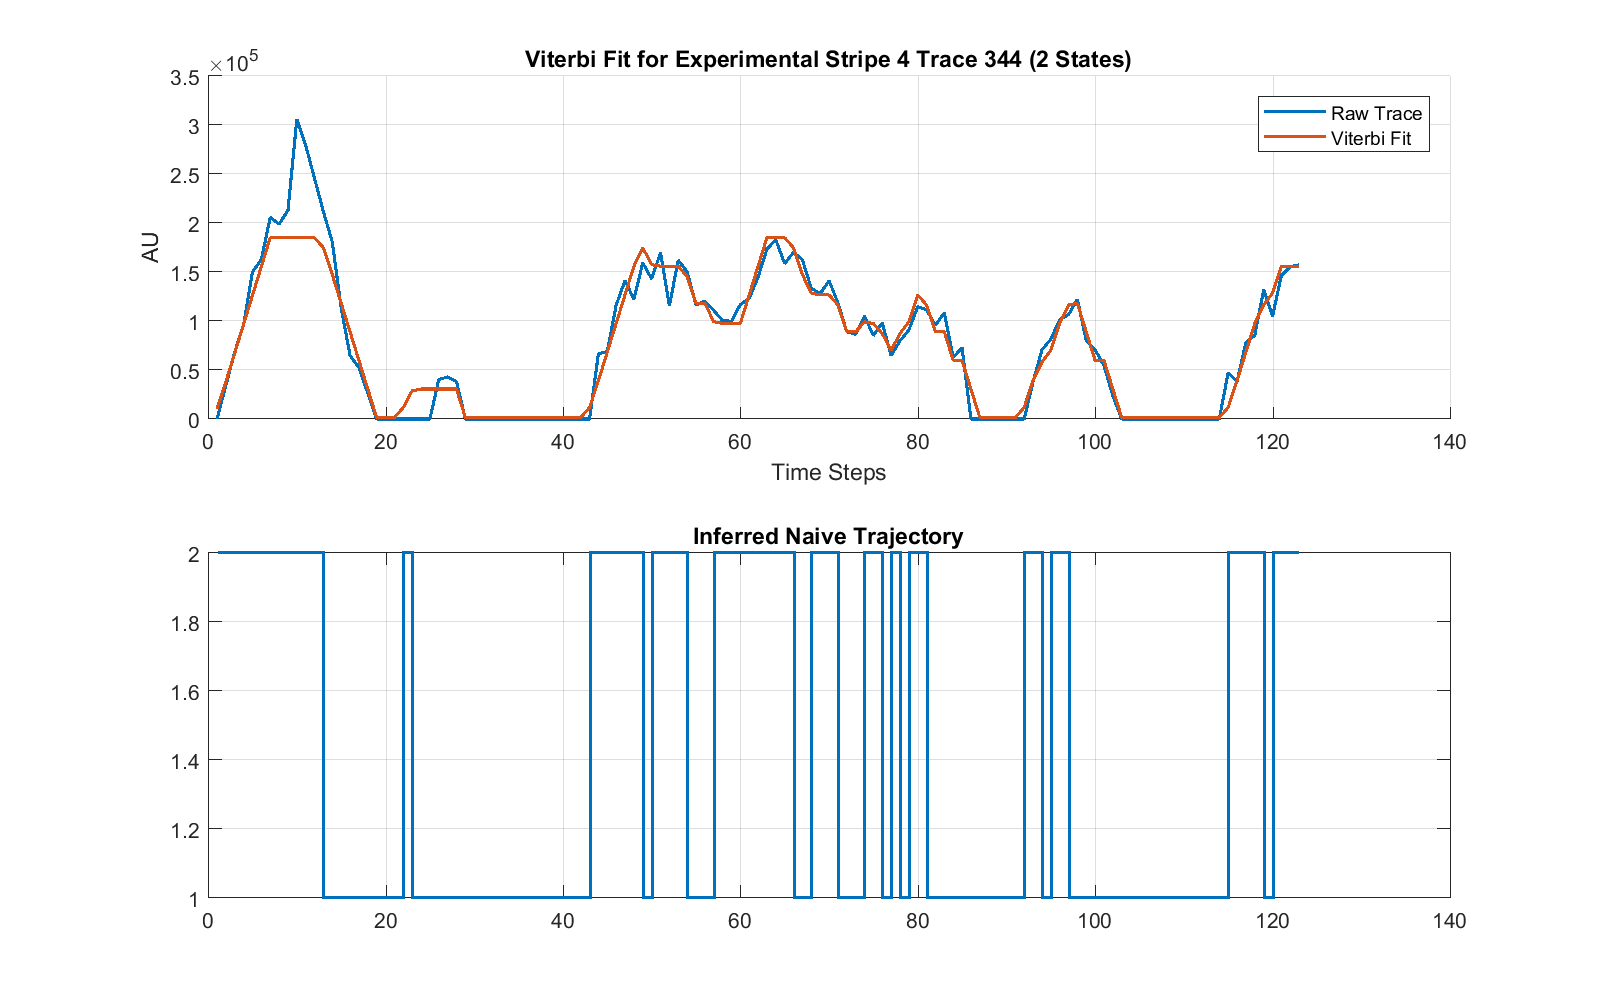 Viterbi Fit for Experimental Stripe 4 Trace 344 (2 States)
×10^5
3.5
3
2.5
2
1.5
1
0.5
0
AU
Raw Trace
Viterbi Fit
0 20 40 60 80 100 120 140
Time Steps
Inferred Naive Trajectory
2
1.8
1.6
1.4
1.2
1
0 20 40 60 80 100 120 140